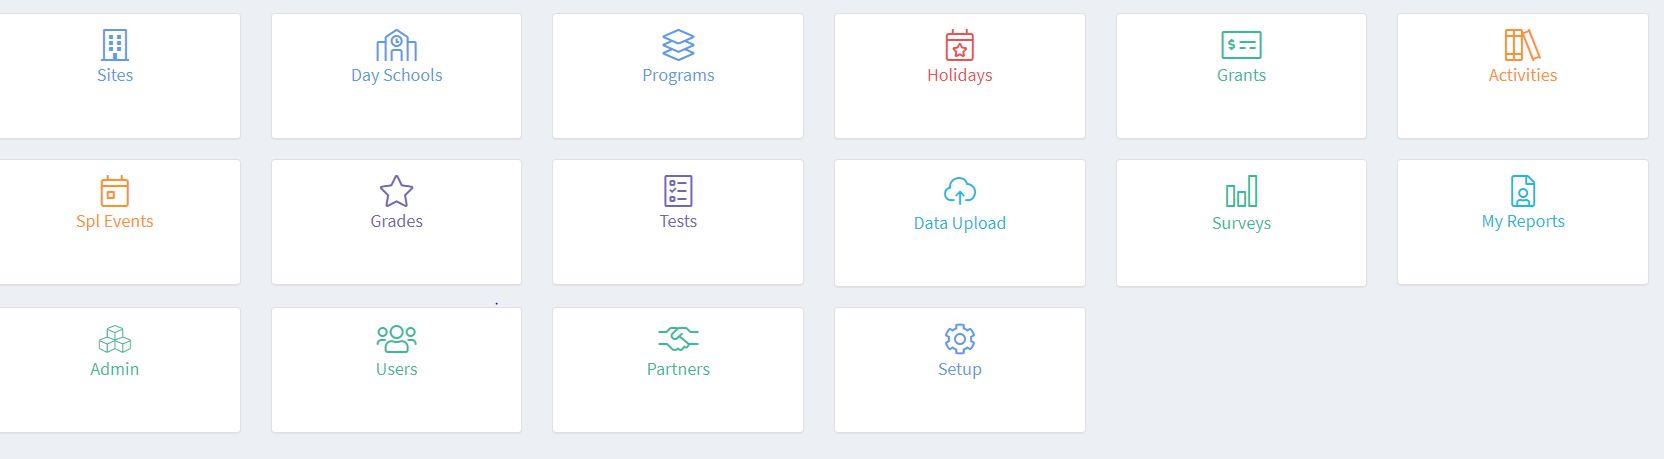 Sites
Day Schools
Programs
Holidays
Grants
Activities
Spl Events
Grades
Tests
Data Upload
Surveys
My Reports
Admin
Users
Partners
Setup